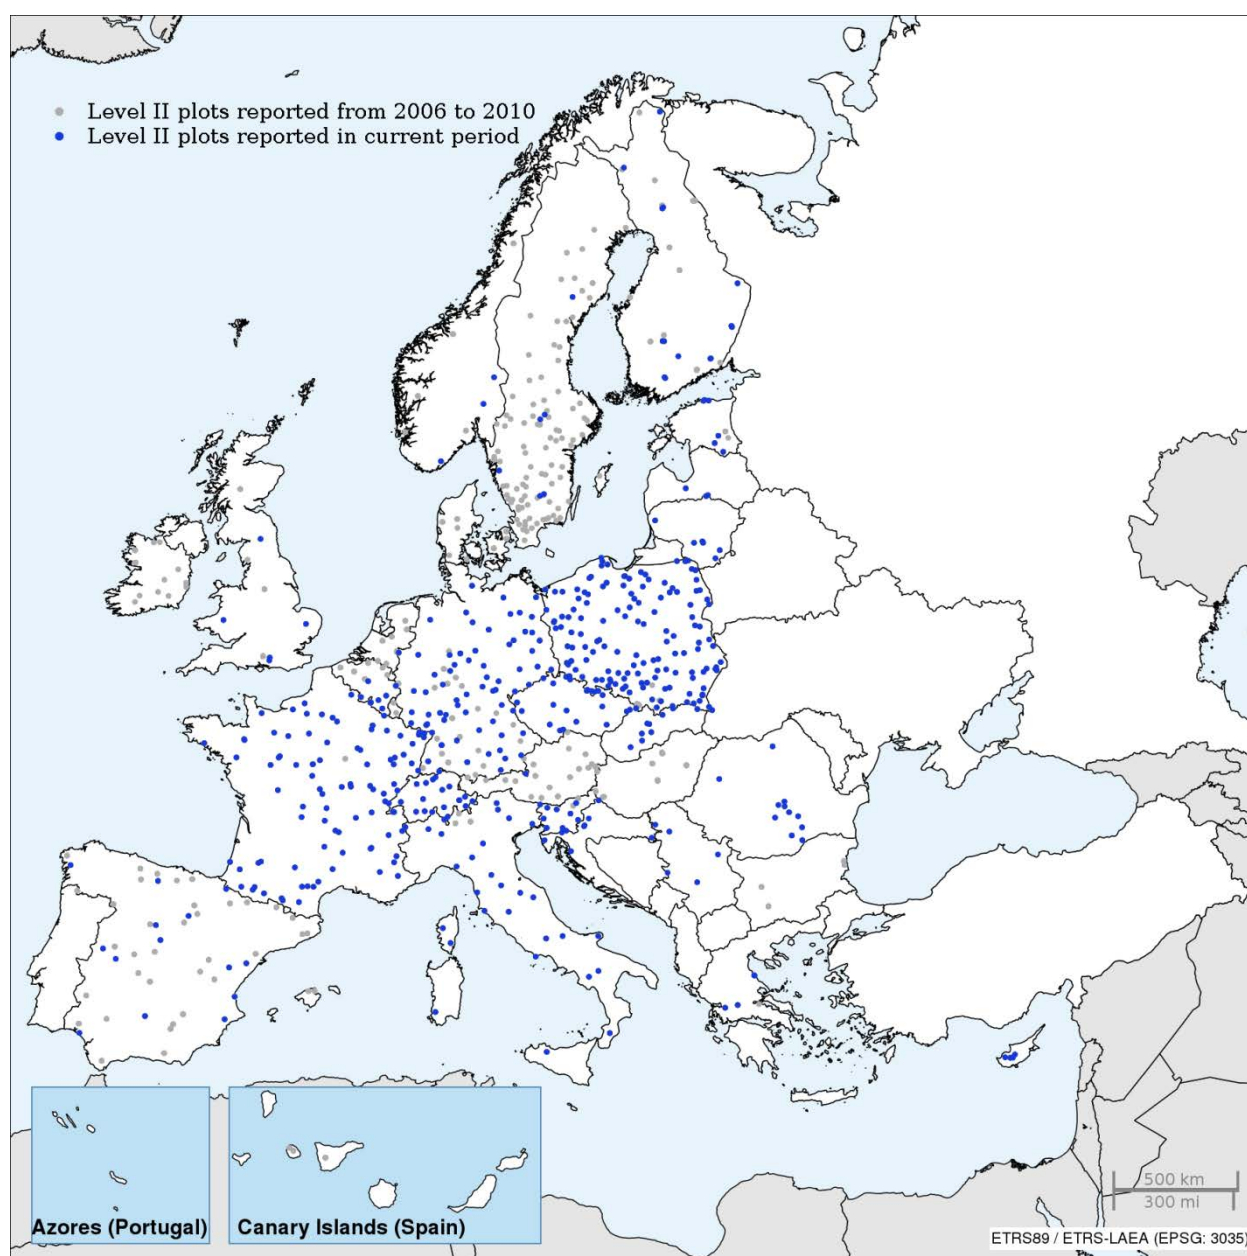 Level II plots reported from 2006 to 2010
Level II plots reported in current period
500 km
300 mi
Azores (Portugal)
Canary Islands (Spain)
ETRS89 / ETRS-LAEA (EPSG: 3035)